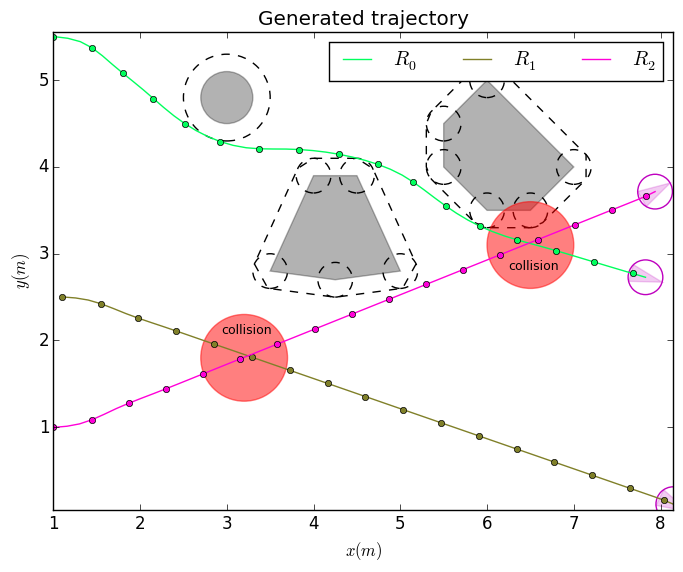 Generated trajectory
R0 R1 R2
5
4
3
2
1
y(m)
collision
collision
1 2 3 4 5 6 7 8
x(m)